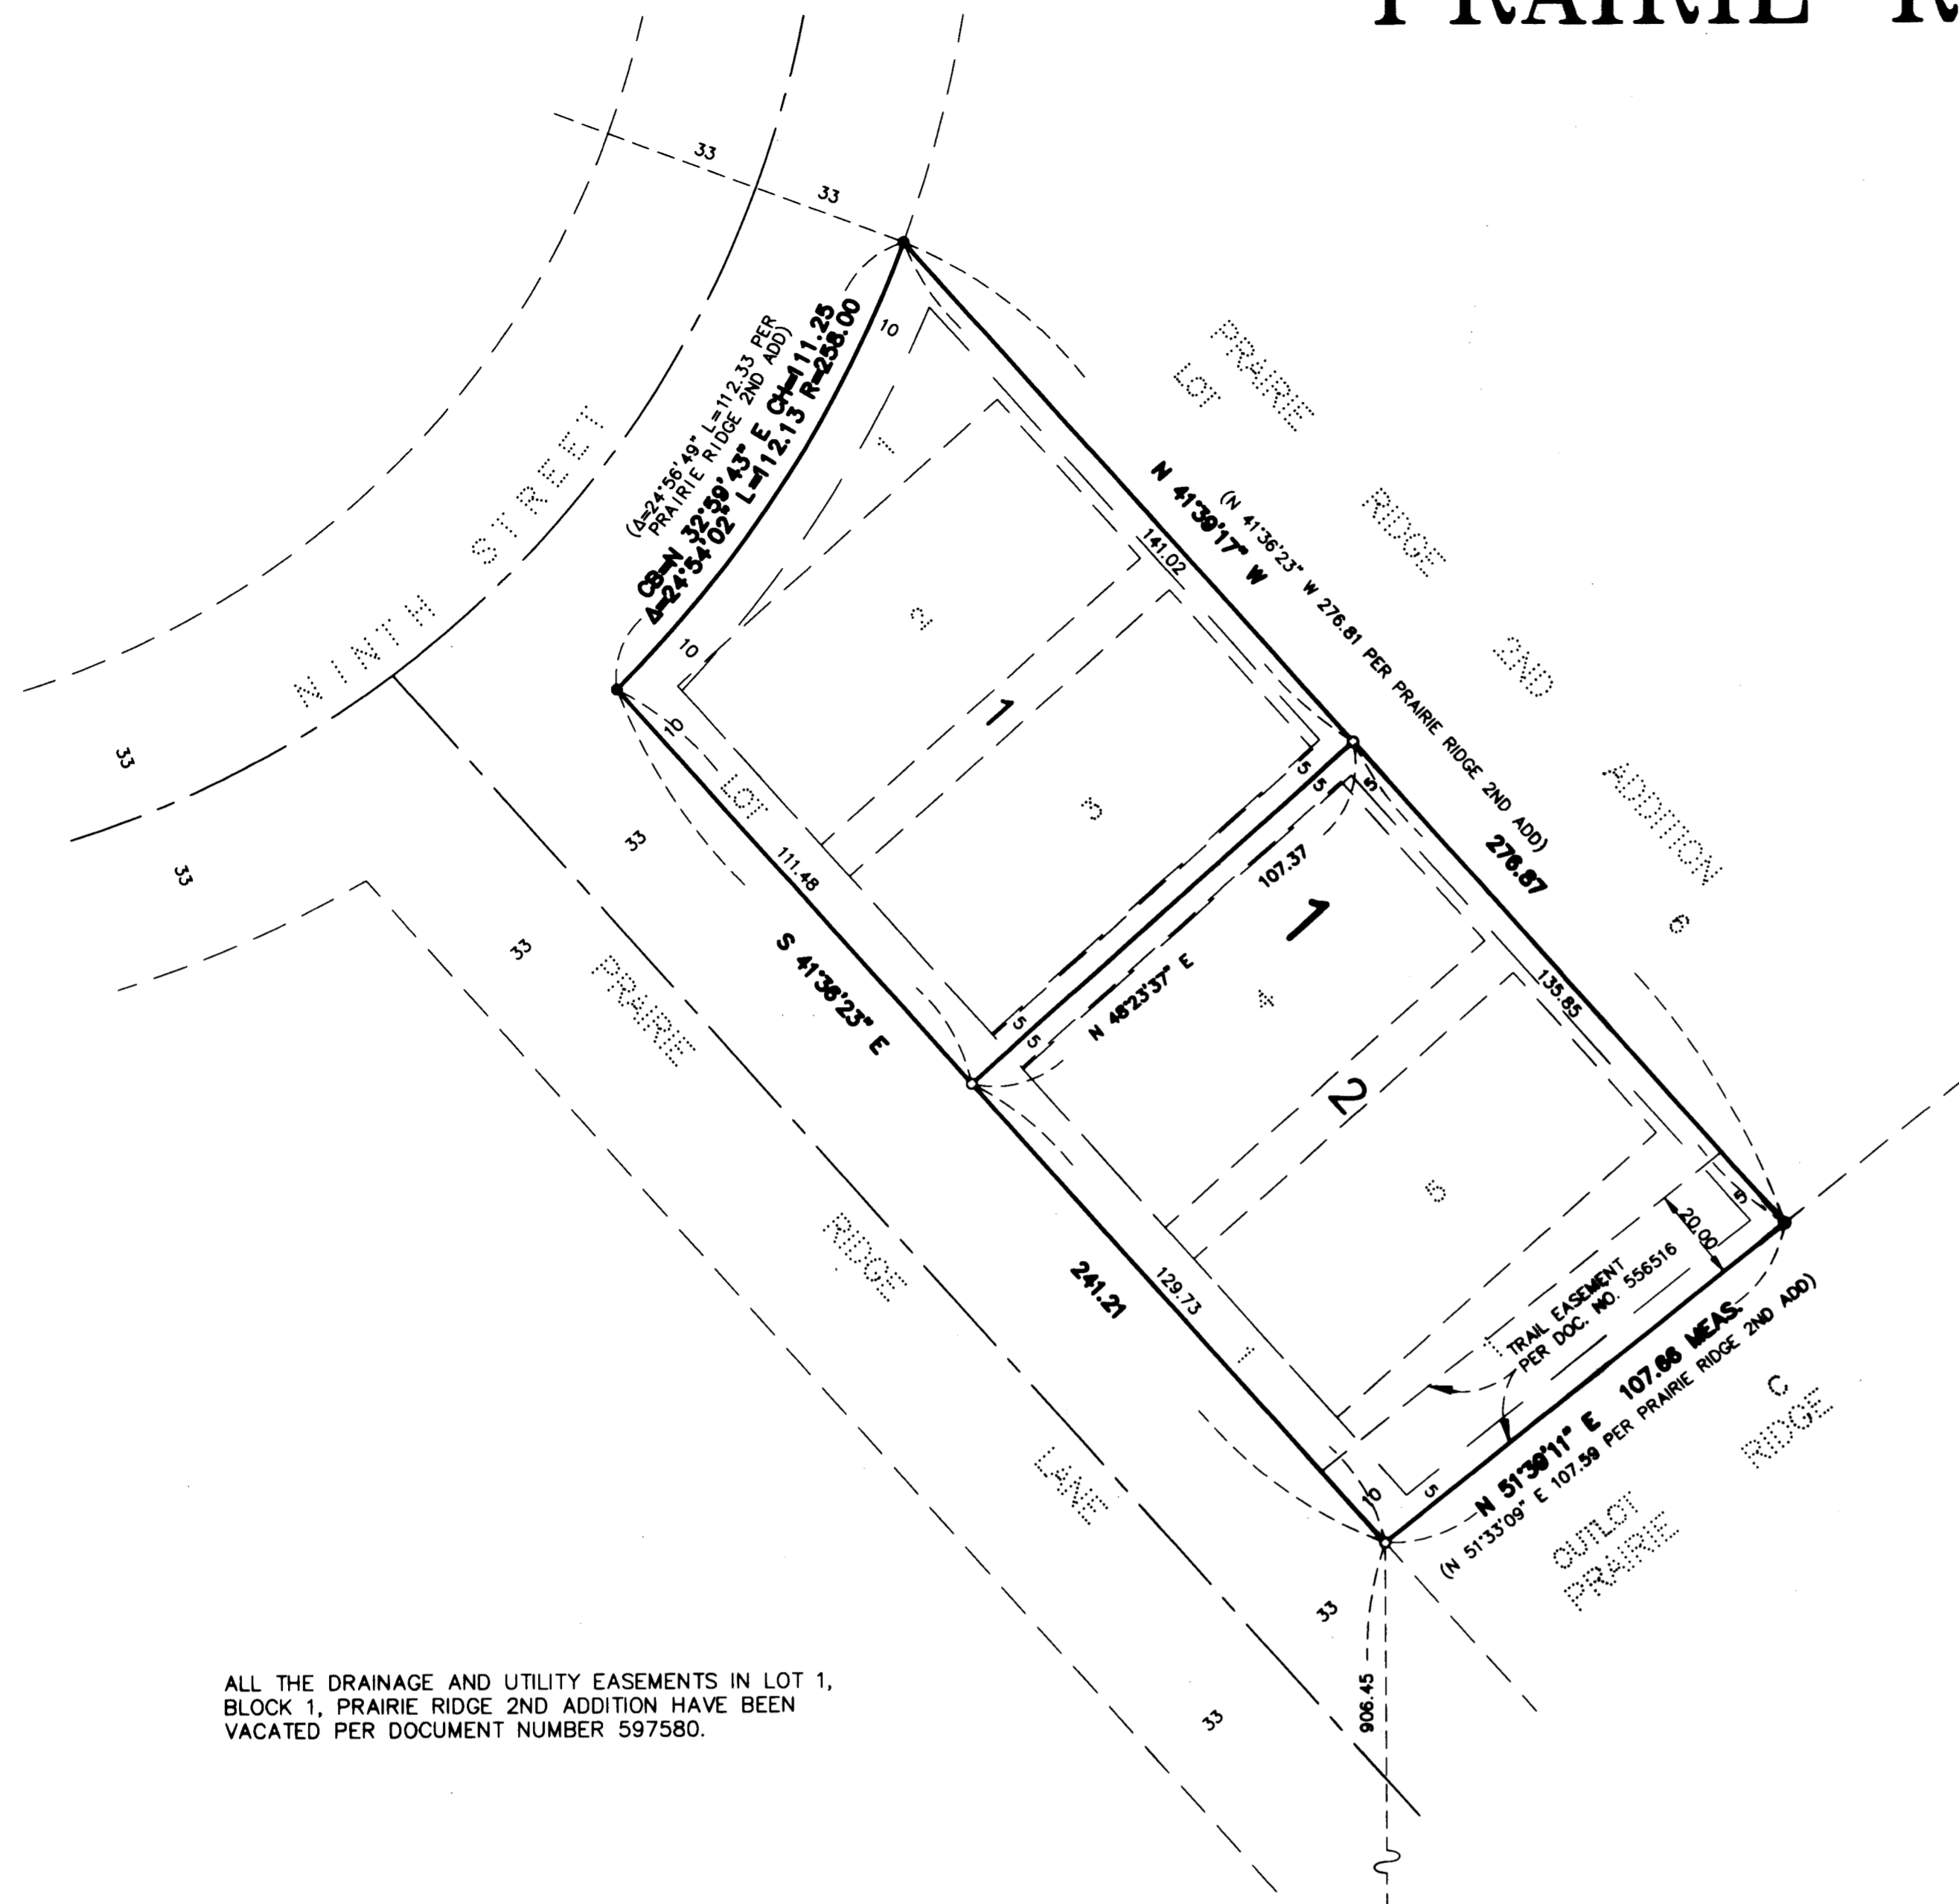 PRAIRIE R
33
33
10
(Δ=24°56'49" L=112.33 PER
PRAIRIE RIDGE 2ND ADD)
CB=N 32°59'43" E CH=111.25
Δ=24°54'02" L=112.13 R=258.00
1
2
1
3
10
10
LOT
PRAIRIE
LOT
RIDGE
2ND
ADDITION
6
N 41°39'17" W
(N 41°36'23" W 276.81 PER PRAIRIE RIDGE 2ND ADD)
141.02
276.87
NINTH STREET
33
33
33
33
111.48
S 41°36'23" E
5
5
5
107.37
N 48°23'37" E
5
5
1
4
2
5
135.85
PRAIRIE
RIDGE
LANE
241.21
129.73
1
5
20.00
TRAIL EASEMENT
PER DOC. NO. 556516
1
10
5
N 51°39'11" E 107.66 MEAS.
(N 51°33'09" E 107.59 PER PRAIRIE RIDGE 2ND ADD)
OUTLOT C
PRAIRIE RIDGE
33
33
906.45
ALL THE DRAINAGE AND UTILITY EASEMENTS IN LOT 1,
BLOCK 1, PRAIRIE RIDGE 2ND ADDITION HAVE BEEN
VACATED PER DOCUMENT NUMBER 597580.